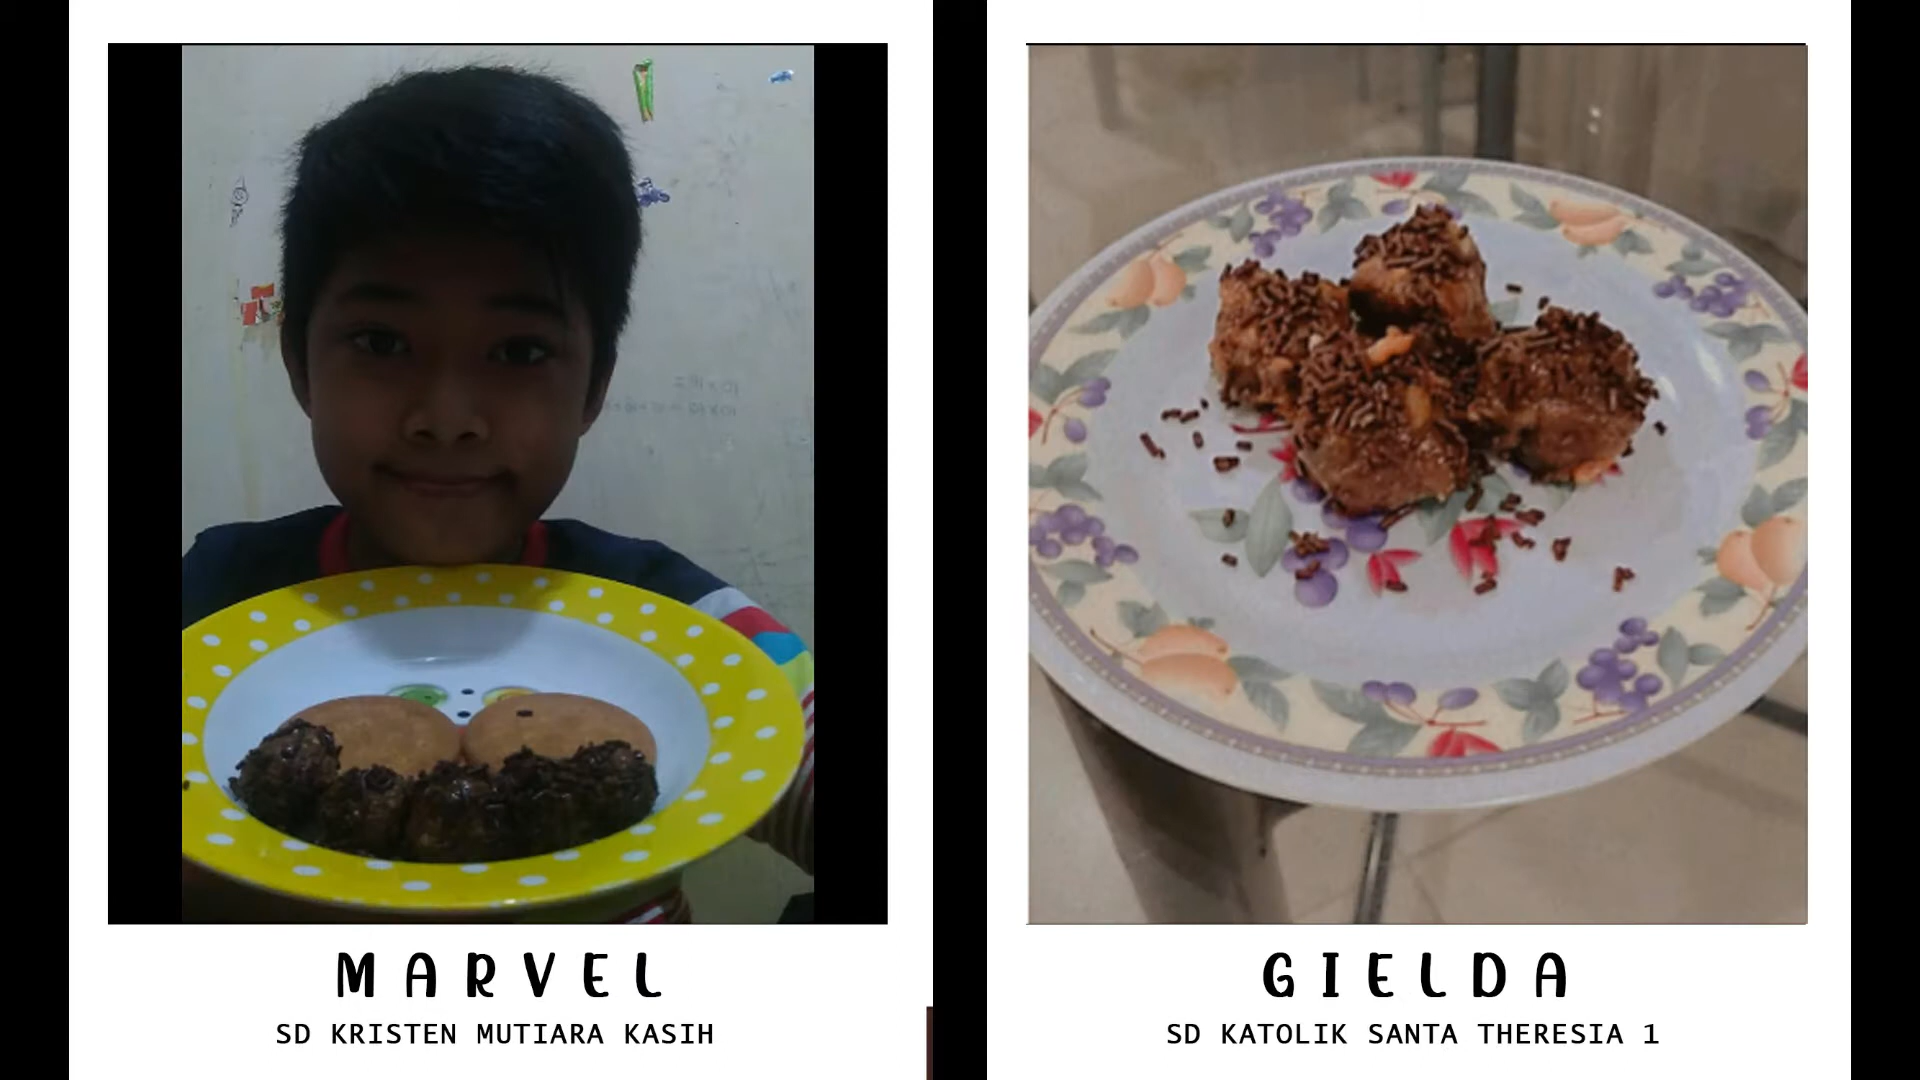 MARVEL
SD KRISTEN MUTIARA KASIH
GIELDA
SD KATOLIK SANTA THERESIA 1